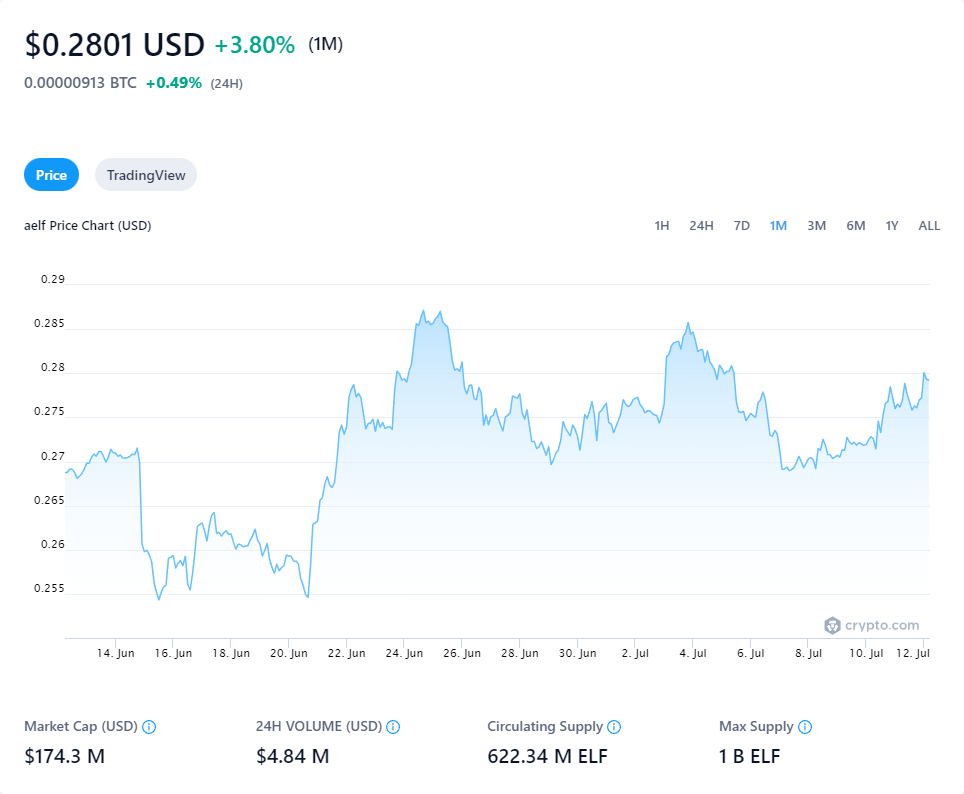 $0.2801 USD +3.80% (1M)
0.00000913 BTC +0.49% (24H)
Price TradingView
aelf Price Chart (USD) 1H 24H 7D 1M 3M 6M 1Y ALL
0.29
0.285
0.28
0.275
0.27
0.265
0.26
0.255
crypto.com
14. Jun 16. Jun 18. Jun 20. Jun 22. Jun 24. Jun 26. Jun 28. Jun 30. Jun 2. Jul 4. Jul 6. Jul 8. Jul 10. Jul 12. Jul
Market Cap (USD) 24H VOLUME (USD) Circulating Supply Max Supply
$174.3 M $4.84 M 622.34 M ELF 1 B ELF